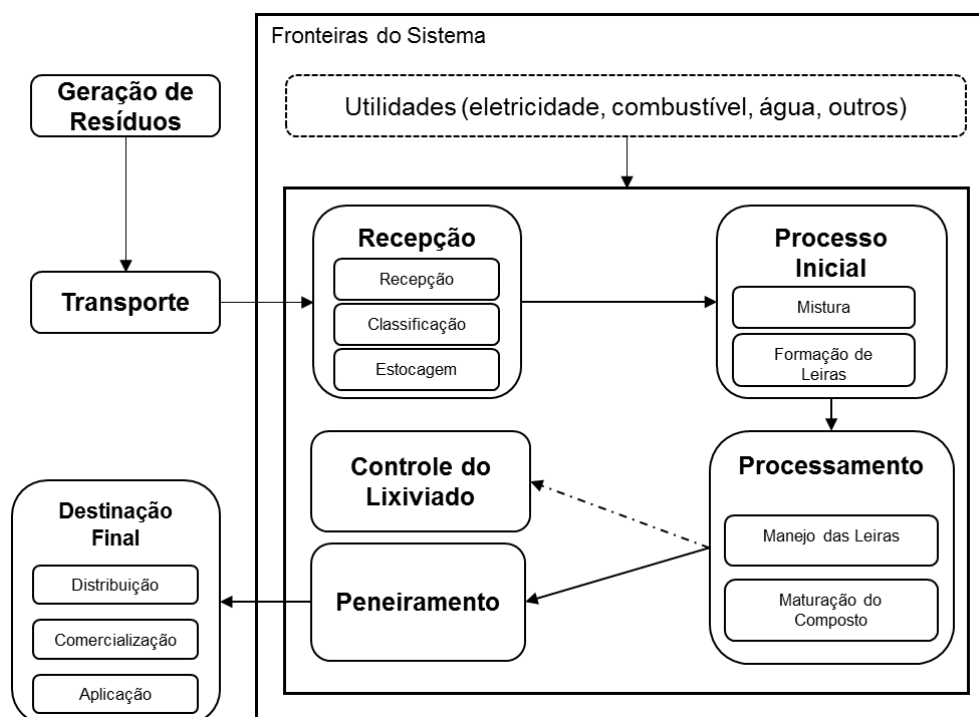 Fronteiras do Sistema
Geração de
Resíduos
Utilidades (eletricidade, combustível, água, outros)
Transporte
Recepção
Recepção
Classificação
Estocagem
Processo
Inicial
Mistura
Formação de
Leiras
Processamento
Manejo das Leiras
Maturação do
Composto
Controle do
Lixiviado
Peneiramento
Destinação
Final
Distribuição
Comercialização
Aplicação